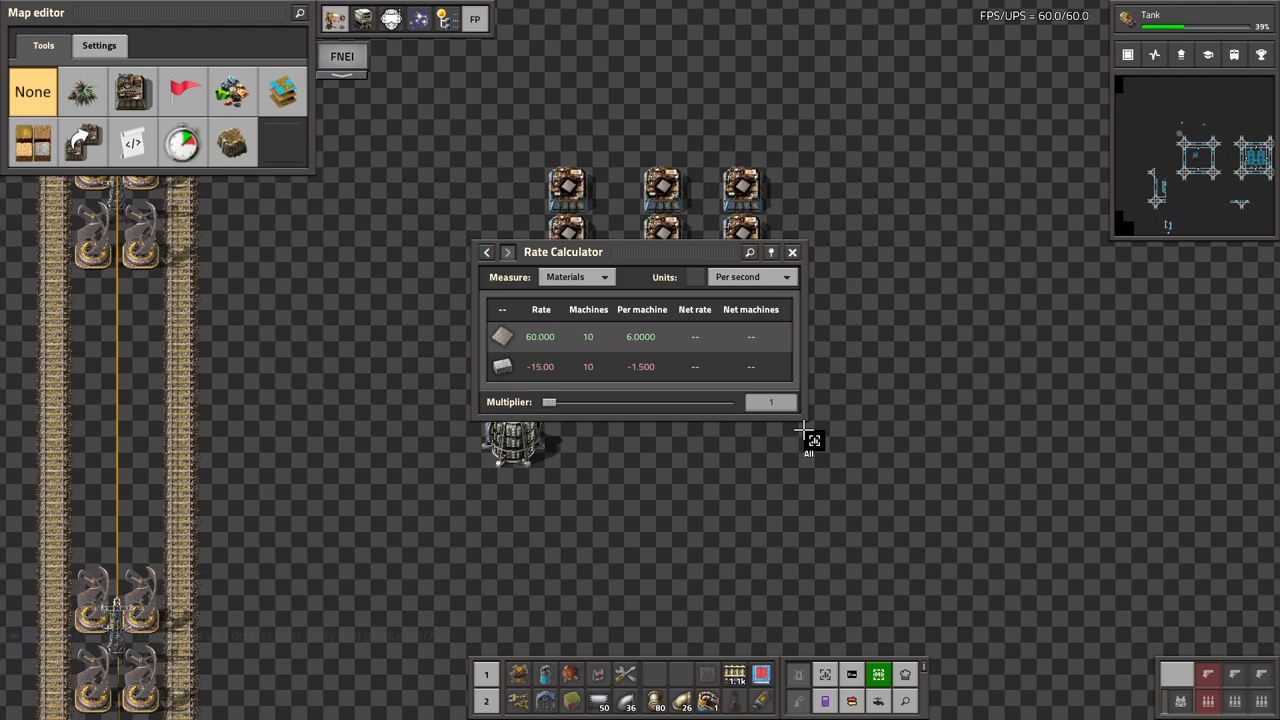 Map editor
Tools Settings
None
FP
FNEI
FPS/UPS = 60.0/60.0
Tank
39%
Rate Calculator
Measure: Materials Units: Per second
-- Rate Machines Per machine Net rate Net machines
60.000 10 6.0000 -- --
-15.00 10 -1.500 -- --
Multiplier: 1
All
1 1.1k
2 50 36 80 26 1